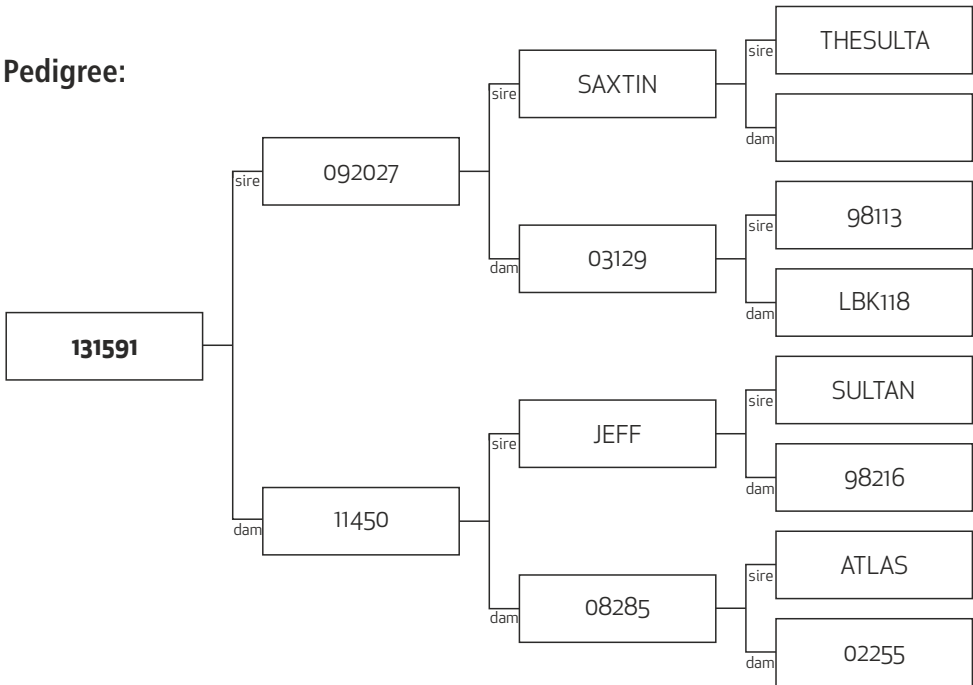 Pedigree:
131591
sire
092027
dam
11450
sire
SAXTIN
dam
03129
sire
JEFF
dam
08285
sire
THESULTA
dam
sire
98113
dam
LBK118
sire
SULTAN
dam
98216
sire
ATLAS
dam
02255